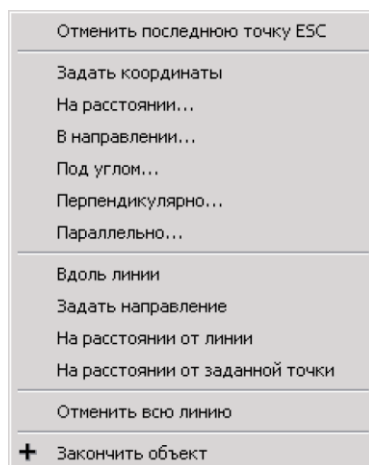 Отменить последнюю точку ESC
Задать координаты
На расстоянии...
В направлении...
Под углом...
Перпендикулярно...
Параллельно...
Вдоль линии
Задать направление
На расстоянии от линии
На расстоянии от заданной точки
Отменить всю линию
Закончить объект